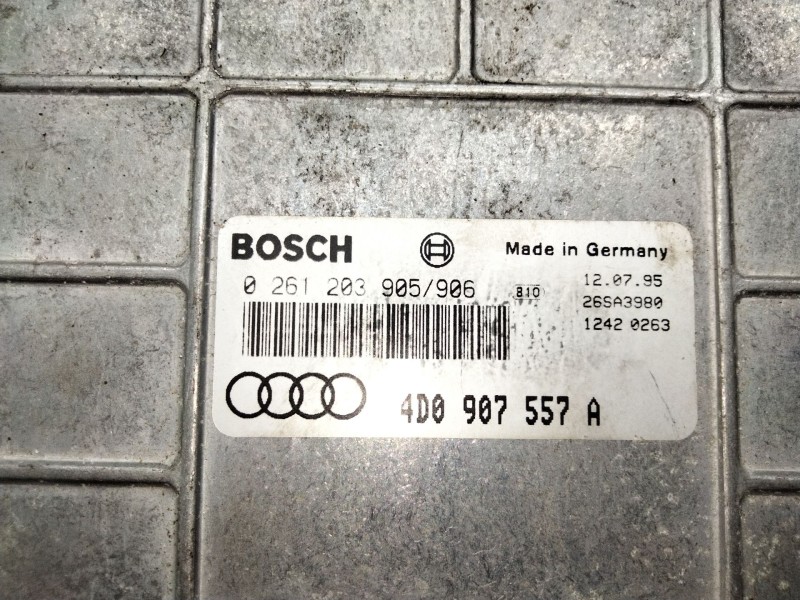 BOSCH
Made in Germany
0 261 203 905/906
810
12.07.95
26SA3980
1242 0263
4D0 907 557 A